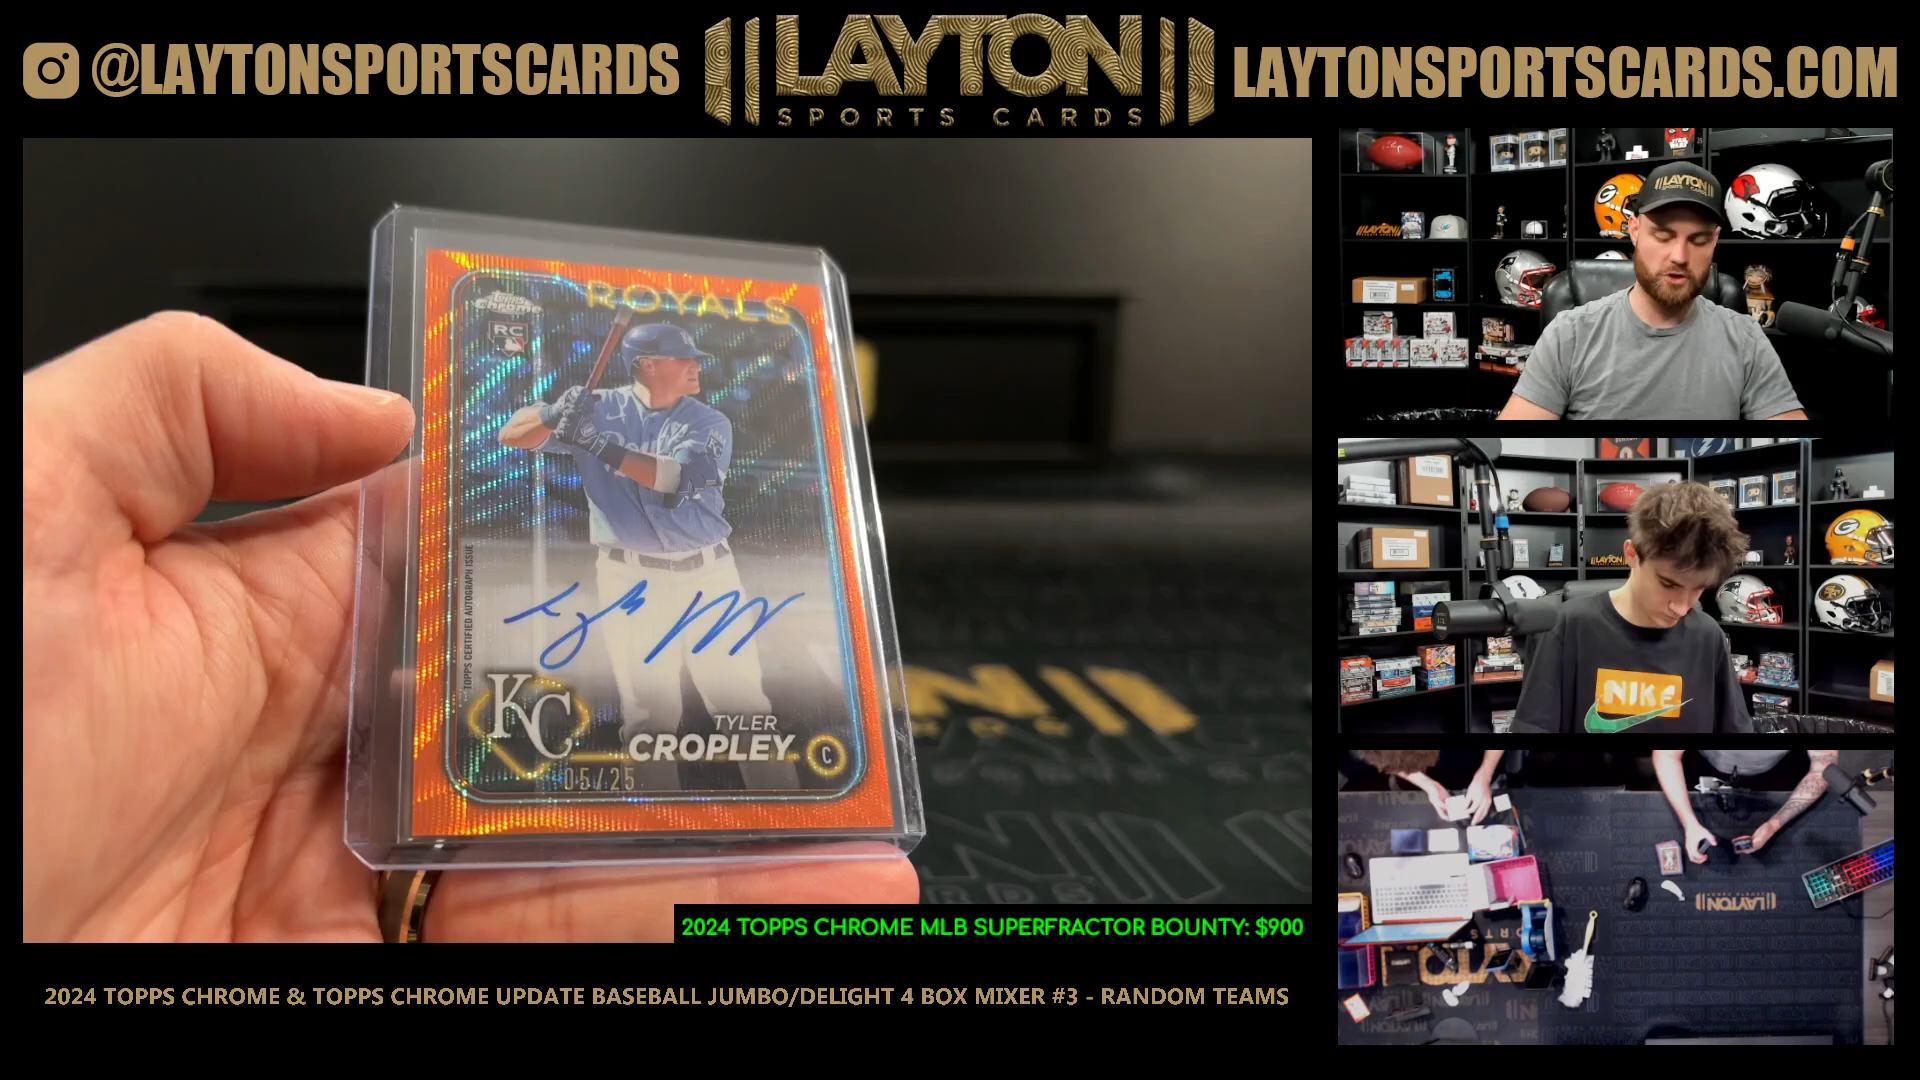 @LAYTONSPORTSCARDS
LAYTON
SPORTS CARDS
LAYTONSPORTSCARDS.COM
ROYALS
Topps
Chrome
RC
TOPPS CERTIFIED AUTOGRAPH ISSUE
KC
TYLER
CROPLEY
C
05/25
2024 TOPPS CHROME MLB SUPERFRACTOR BOUNTY: $900
2024 TOPPS CHROME & TOPPS CHROME UPDATE BASEBALL JUMBO/DELIGHT 4 BOX MIXER #3 - RANDOM TEAMS
LAYTON
NIKE
LAYTON